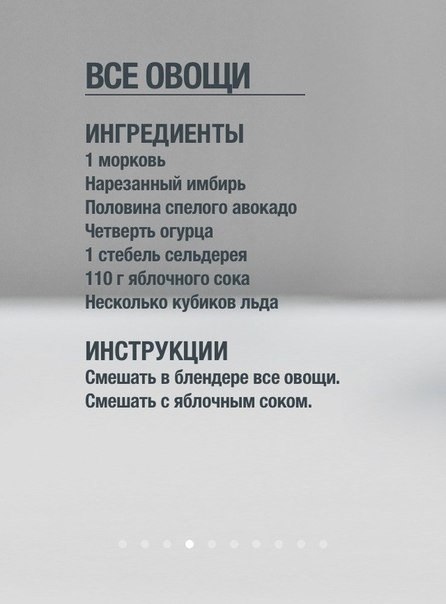 ВСЕ ОВОЩИ
ИНГРЕДИЕНТЫ
1 морковь
Нарезанный имбирь
Половина спелого авокадо
Четверть огурца
1 стебель сельдерея
110 г яблочного сока
Несколько кубиков льда
ИНСТРУКЦИИ
Смешать в блендере все овощи.
Смешать с яблочным соком.